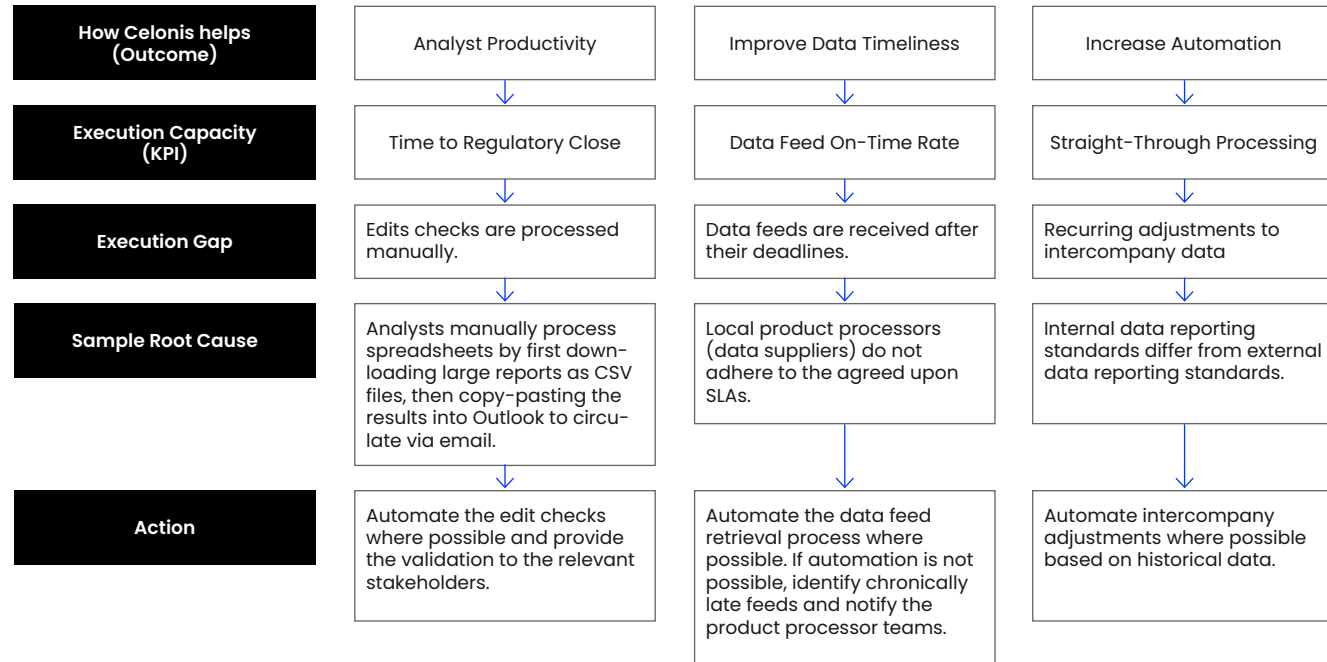 How Celonis helps
(Outcome)
Analyst Productivity
Improve Data Timeliness
Increase Automation
Execution Capacity
(KPI)
Time to Regulatory Close
Data Feed On-Time Rate
Straight-Through Processing
Execution Gap
Edits checks are processed
manually.
Data feeds are received after
their deadlines.
Recurring adjustments to
intercompany data
Sample Root Cause
Analysts manually process
spreadsheets by first down-
loading large reports as CSV
files, then copy-pasting the
results into Outlook to circu-
late via email.
Local product processors
(data suppliers) do not
adhere to the agreed upon
SLAs.
Internal data reporting
standards differ from external
data reporting standards.
Action
Automate the edit checks
where possible and provide
the validation to the relevant
stakeholders.
Automate the data feed
retrieval process where
possible. If automation is not
possible, identify chronically
late feeds and notify the
product processor teams.
Automate intercompany
adjustments where possible
based on historical data.